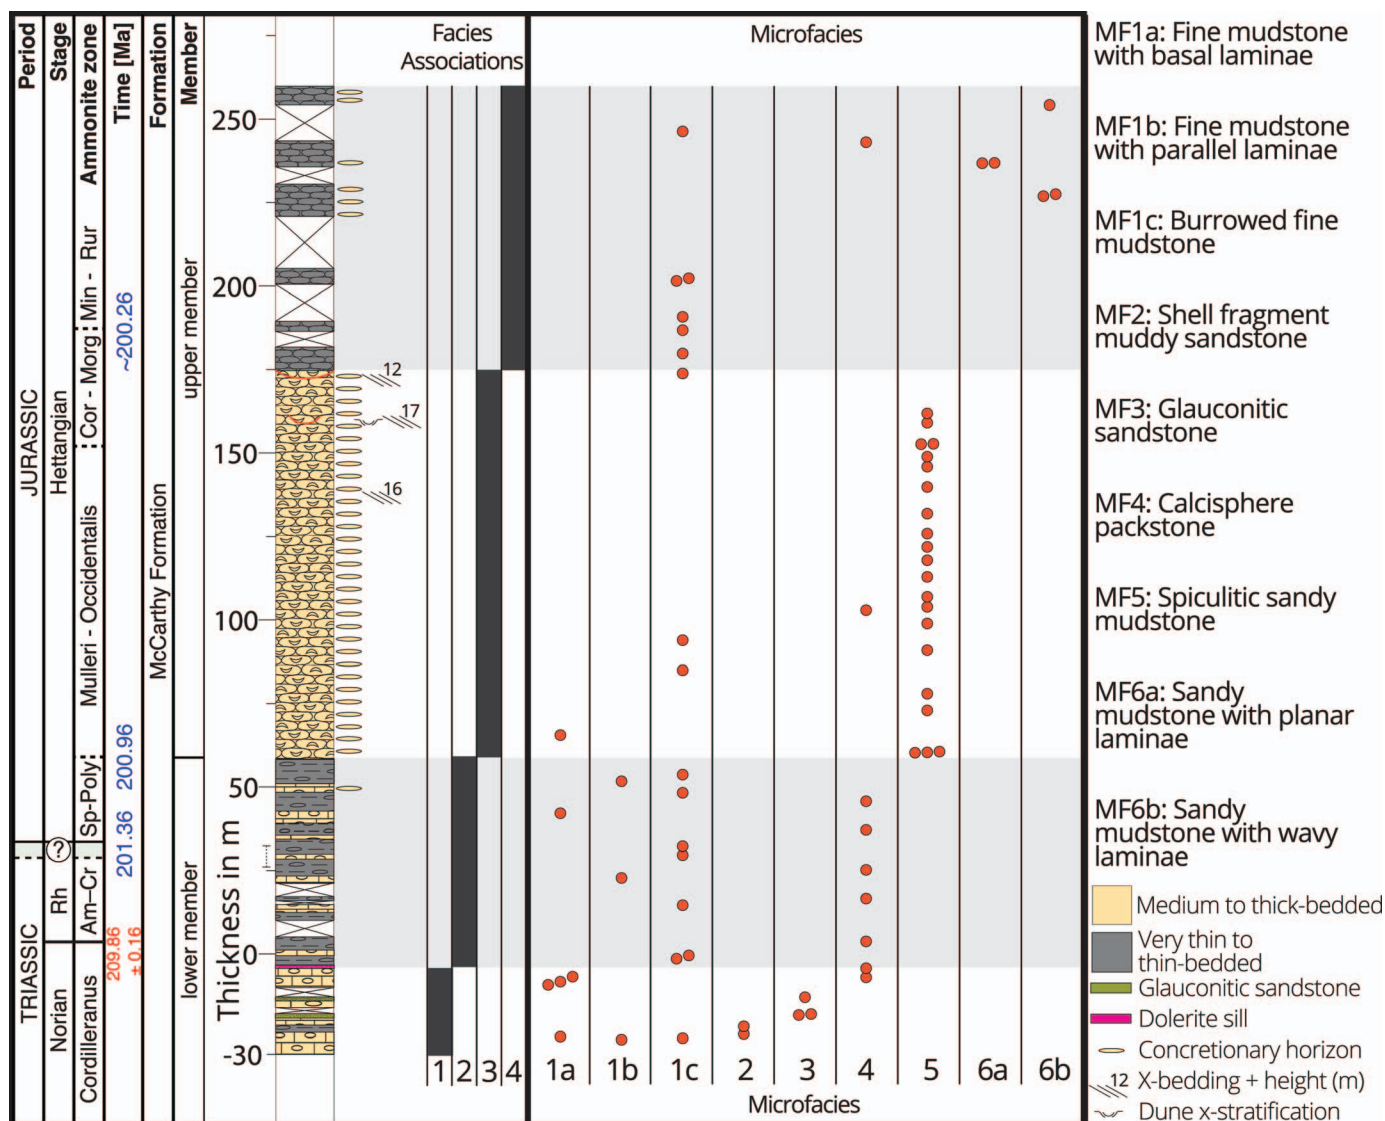 Period
Stage
Ammonite zone
Time [Ma]
Formation
Member
Facies
Associations
Microfacies
JURASSIC
TRIASSIC
Hettangian
?
Rh
Norian
Min - Rur
Cor - Morg
Mulleri - Occidentalis
Sp-Poly
Am–Cr
Cordilleranus
~200.26
200.96
201.36
209.86
± 0.16
McCarthy Formation
upper member
lower member
Thickness in m
250
200
150
100
50
0
-30
12
17
16
1 2 3 4
1a 1b 1c 2 3 4 5 6a 6b
Microfacies
MF1a: Fine mudstone
with basal laminae
MF1b: Fine mudstone
with parallel laminae
MF1c: Burrowed fine
mudstone
MF2: Shell fragment
muddy sandstone
MF3: Glauconitic
sandstone
MF4: Calcisphere
packstone
MF5: Spiculitic sandy
mudstone
MF6a: Sandy
mudstone with planar
laminae
MF6b: Sandy
mudstone with wavy
laminae
Medium to thick-bedded
Very thin to
thin-bedded
Glauconitic sandstone
Dolerite sill
Concretionary horizon
12 X-bedding + height (m)
Dune x-stratification